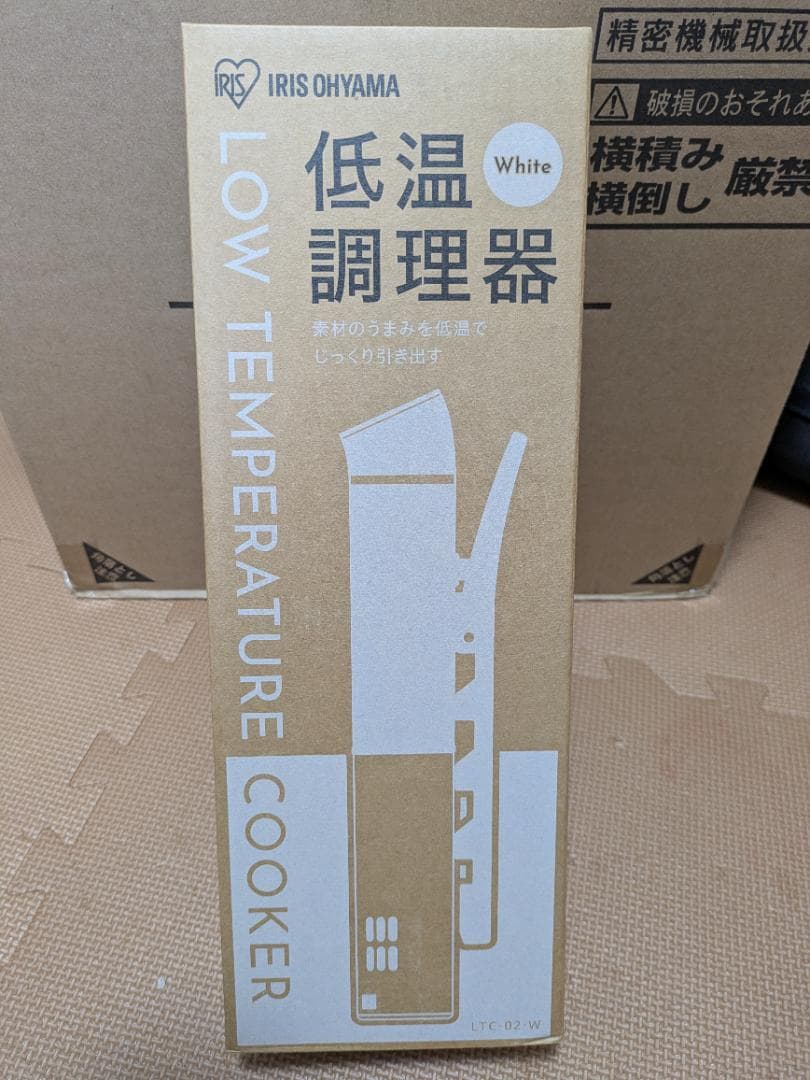 IRIS
IRIS OHYAMA
LOW TEMPERATURE COOKER
低温
調理器
White
素材のうまみを低温で
じっくり引き出す
LTC-02-W
精密機械取扱
破損のおそれあ
横積み
横倒し
厳禁